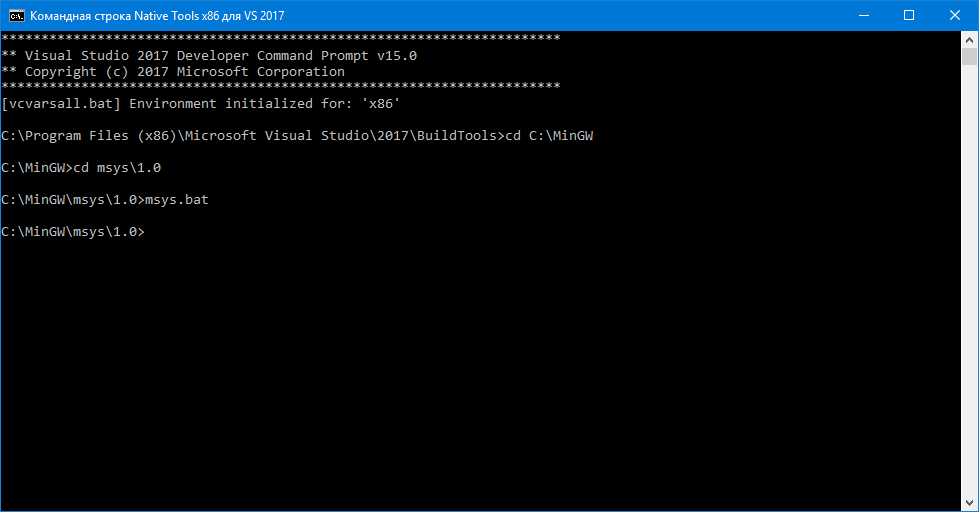 Командная строка Native Tools x86 для VS 2017
**********************************************************************
** Visual Studio 2017 Developer Command Prompt v15.0
** Copyright (c) 2017 Microsoft Corporation
**********************************************************************
[vcvarsall.bat] Environment initialized for: 'x86'
C:\Program Files (x86)\Microsoft Visual Studio\2017\BuildTools>cd C:\MinGW
C:\MinGW>cd msys\1.0
C:\MinGW\msys\1.0>msys.bat
C:\MinGW\msys\1.0>